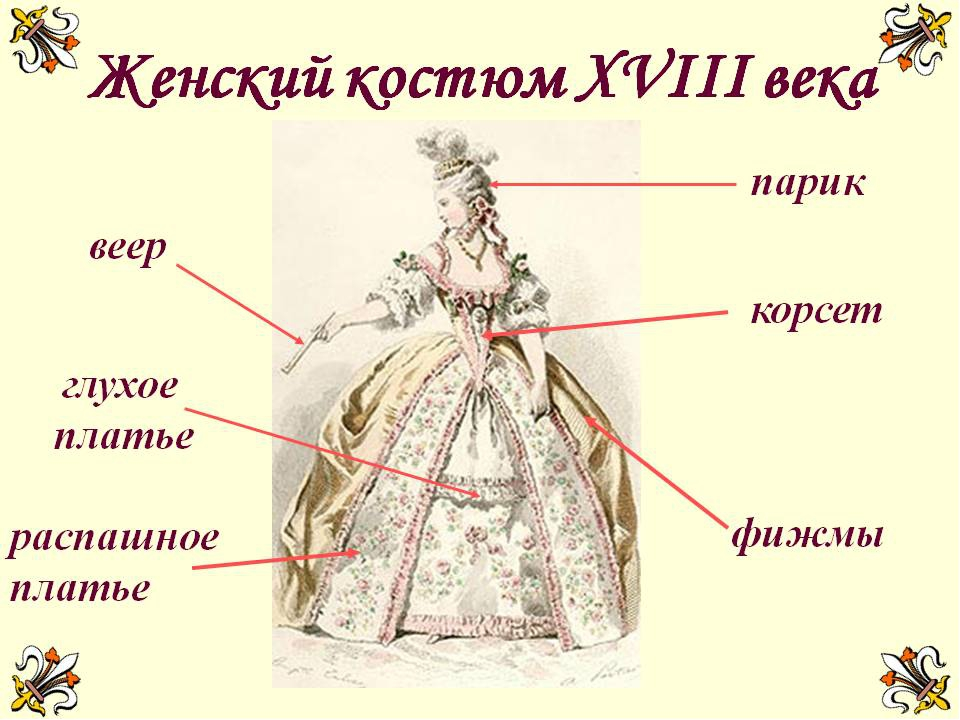 Женский костюм XVIII века
парик
веер
корсет
глухое
платье
распашное
платье
фижмы